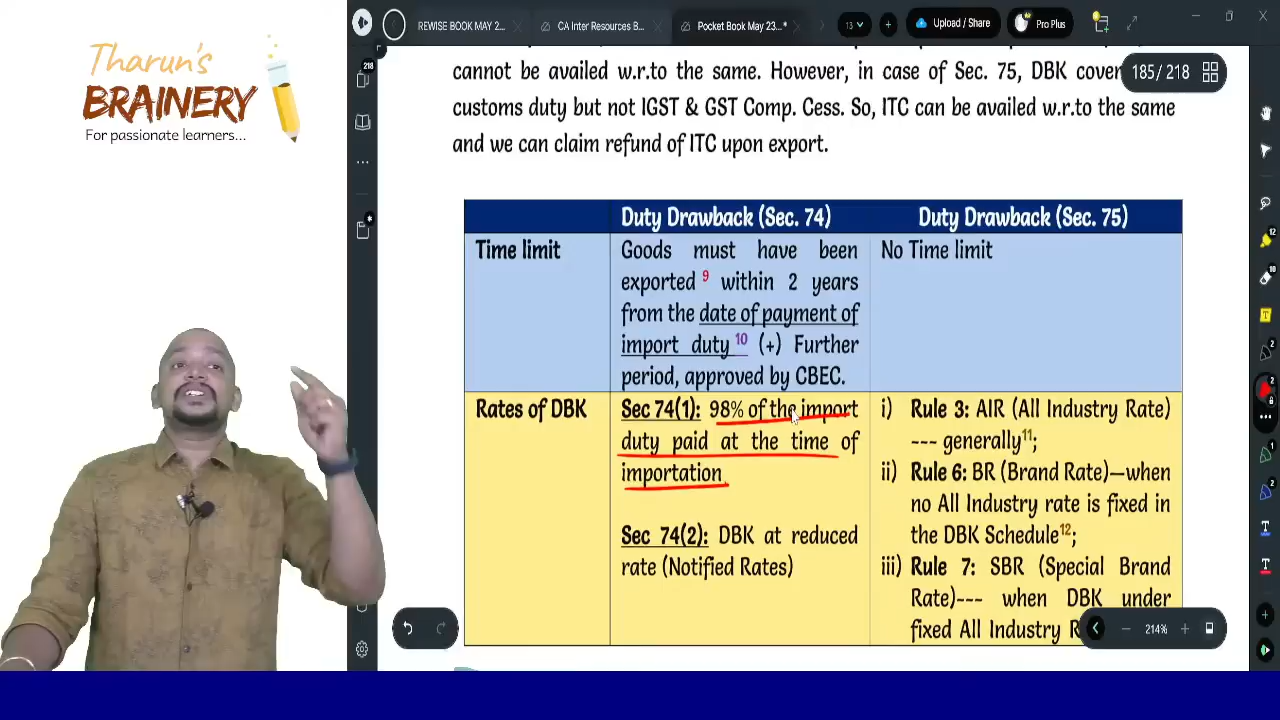 Tharun's
BRAINERY
For passionate learners...
REWISE BOOK MAY 2...
CA Inter Resources B...
Pocket Book May 23...*
13
Upload / Share
Pro Plus
218
185/218
cannot be availed w.r.to the same. However, in case of Sec. 75, DBK cover
customs duty but not IGST & GST Comp. Cess. So, ITC can be availed w.r.to the same
and we can claim refund of ITC upon export.
Duty Drawback (Sec. 74)
Duty Drawback (Sec. 75)
Time limit
Goods must have been
exported 9 within 2 years
from the date of payment of
import duty 10 (+) Further
period, approved by CBEC.
No Time limit
Rates of DBK
Sec 74(1): 98% of the import
duty paid at the time of
importation
Sec 74(2): DBK at reduced
rate (Notified Rates)
i) Rule 3: AIR (All Industry Rate)
--- generally11;
ii) Rule 6: BR (Brand Rate)—when
no All Industry rate is fixed in
the DBK Schedule12;
iii) Rule 7: SBR (Special Brand
Rate)--- when DBK under
fixed All Industry R
214%